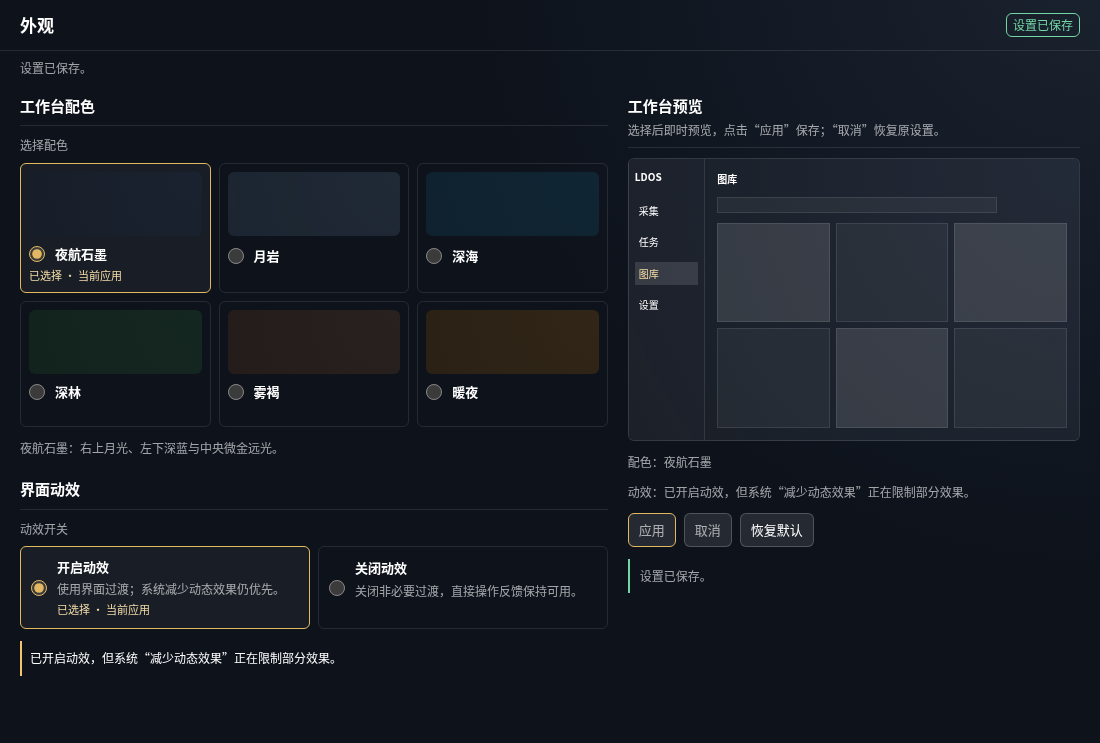 外观
设置已保存
设置已保存。
工作台配色
选择配色
夜航石墨
已选择 · 当前应用
月岩
深海
深林
雾褐
暖夜
夜航石墨：右上月光、左下深蓝与中央微金远光。
界面动效
动效开关
开启动效
使用界面过渡；系统减少动态效果仍优先。
已选择 · 当前应用
关闭动效
关闭非必要过渡，直接操作反馈保持可用。
已开启动效，但系统“减少动态效果”正在限制部分效果。
工作台预览
选择后即时预览，点击“应用”保存；“取消”恢复原设置。
LDOS
采集
任务
图库
设置
图库
配色：夜航石墨
动效：已开启动效，但系统“减少动态效果”正在限制部分效果。
应用
取消
恢复默认
设置已保存。